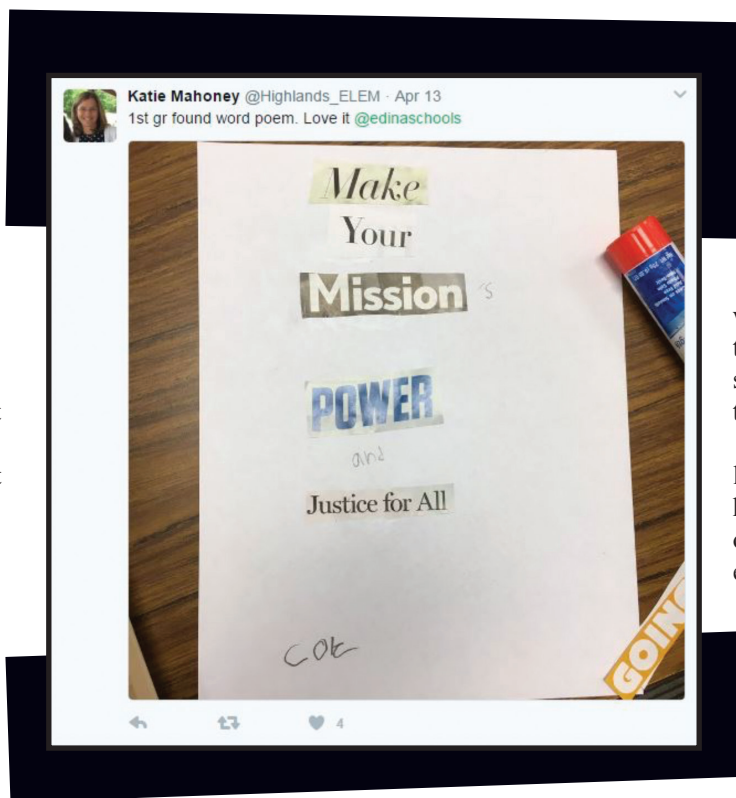 Katie Mahoney @Highlands_ELEM · Apr 13
1st gr found word poem. Love it @edinaschools
Make
Your
Mission 's
POWER
and
Justice for All
GOING
4